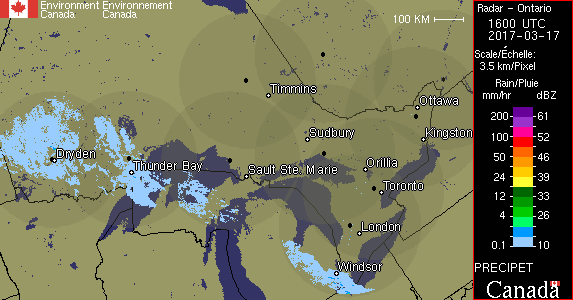 Environment Environnement
Canada Canada
100 KM
Timmins
Ottawa
Sudbury
Kingston
Dryden
Thunder Bay
Sault Ste. Marie
Orillia
Toronto
London
Windsor
Radar - Ontario
1600 UTC
2017-03-17
Scale/Échelle:
3.5 km/Pixel
Rain/Pluie
mm/hr dBZ
200 61
100 52
50 46
24 39
12 33
4 26
0.1 10
PRECIPET
Canada